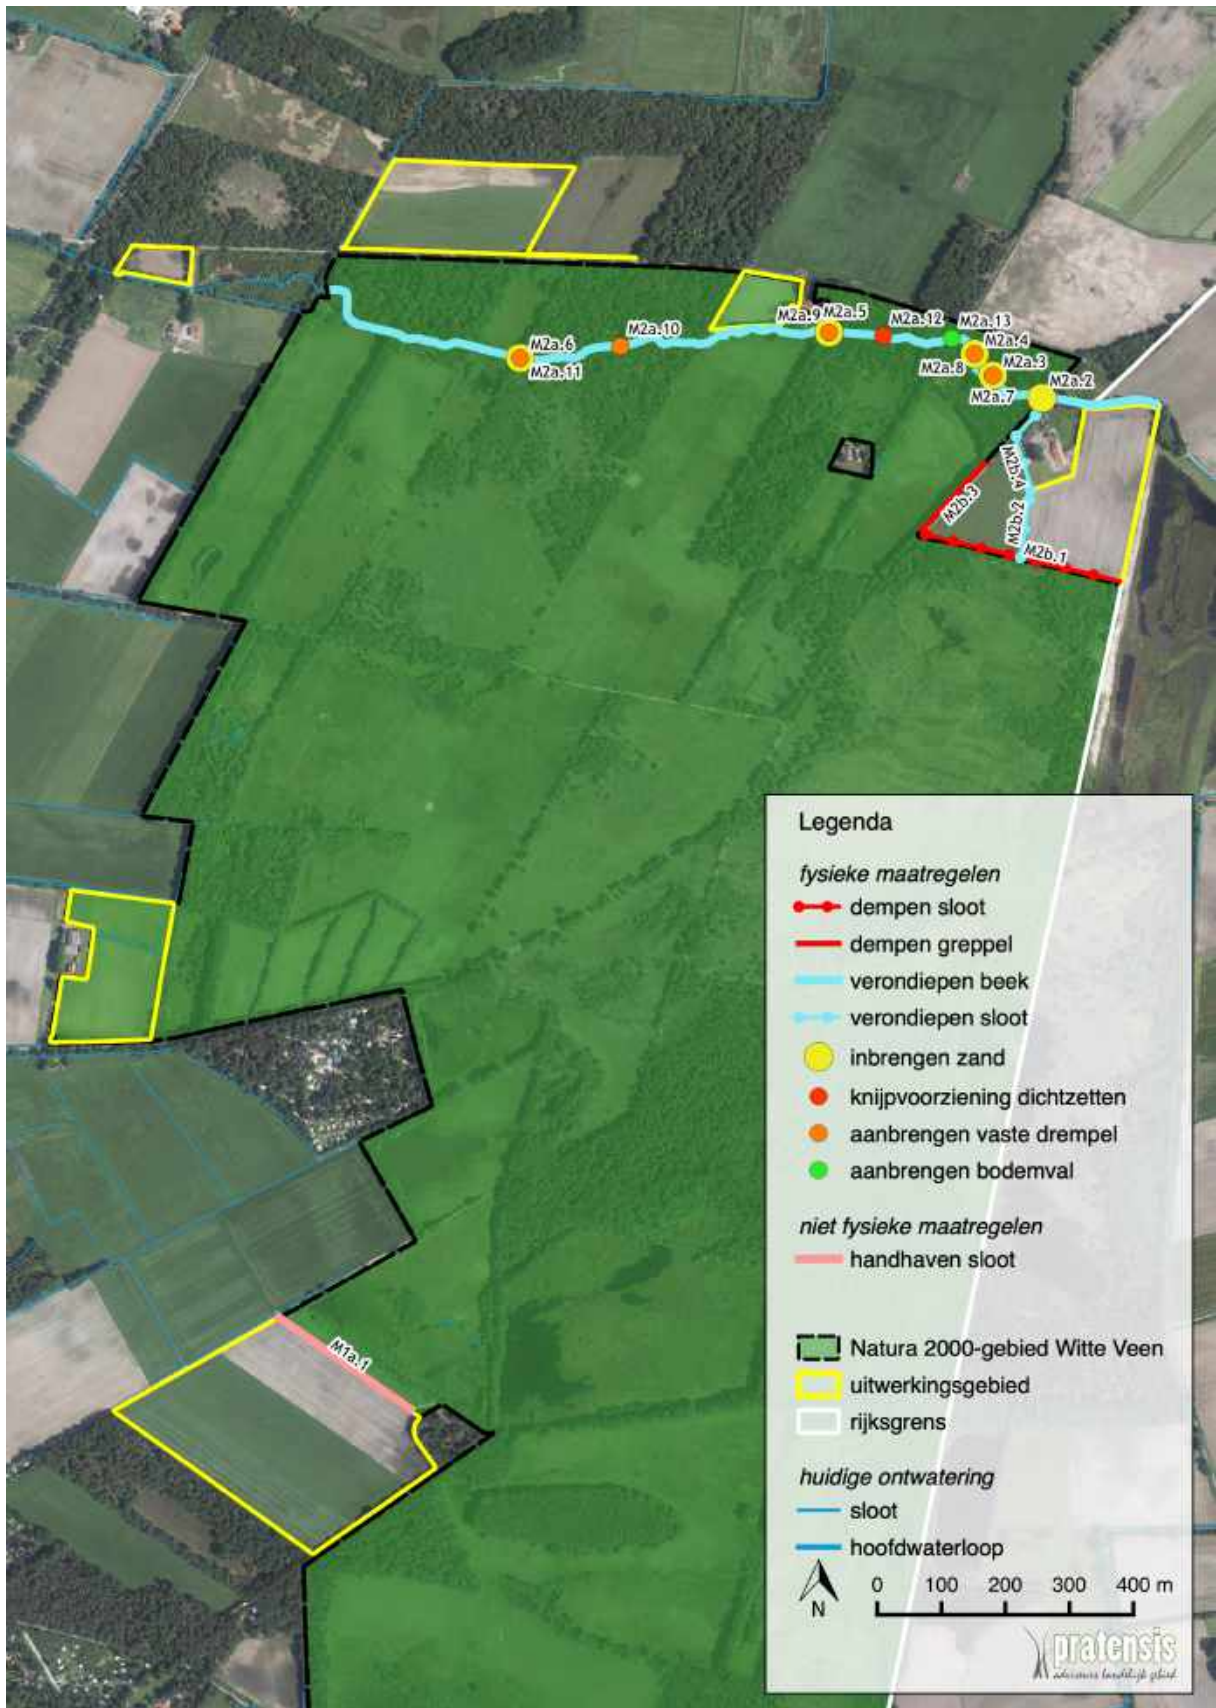 M2a.6
M2a.11
M2a.10
M2a.9
M2a.5
M2a.12
M2a.13
M2a.4
M2a.8
M2a.3
M2a.7
M2a.2
M2b.4
M2b.3
M2b.2
M2b.1
M1a.1
Legenda
fysieke maatregelen
dempen sloot
dempen greppel
verondiepen beek
verondiepen sloot
inbrengen zand
knijpvoorziening dichtzetten
aanbrengen vaste drempel
aanbrengen bodemval
niet fysieke maatregelen
handhaven sloot
Natura 2000-gebied Witte Veen
uitwerkingsgebied
rijksgrens
huidige ontwatering
sloot
hoofdwaterloop
N
0 100 200 300 400 m
pratensis
adviseurs landelijk gebied